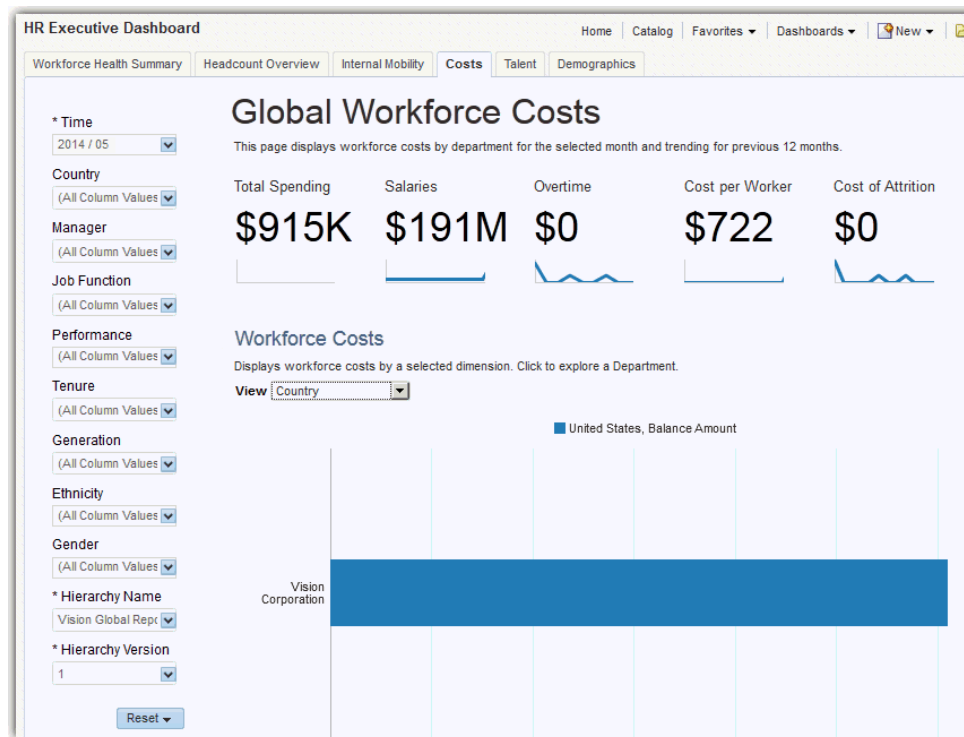 HR Executive Dashboard
Home Catalog Favorites Dashboards New
Workforce Health Summary Headcount Overview Internal Mobility Costs Talent Demographics
* Time
2014 / 05
Country
(All Column Values
Manager
(All Column Values
Job Function
(All Column Values
Performance
(All Column Values
Tenure
(All Column Values
Generation
(All Column Values
Ethnicity
(All Column Values
Gender
(All Column Values
* Hierarchy Name
Vision Global Repo
* Hierarchy Version
1
Reset
Global Workforce Costs
This page displays workforce costs by department for the selected month and trending for previous 12 months.
Total Spending Salaries Overtime Cost per Worker Cost of Attrition
$915K $191M $0 $722 $0
Workforce Costs
Displays workforce costs by a selected dimension. Click to explore a Department.
View Country
United States, Balance Amount
Vision
Corporation